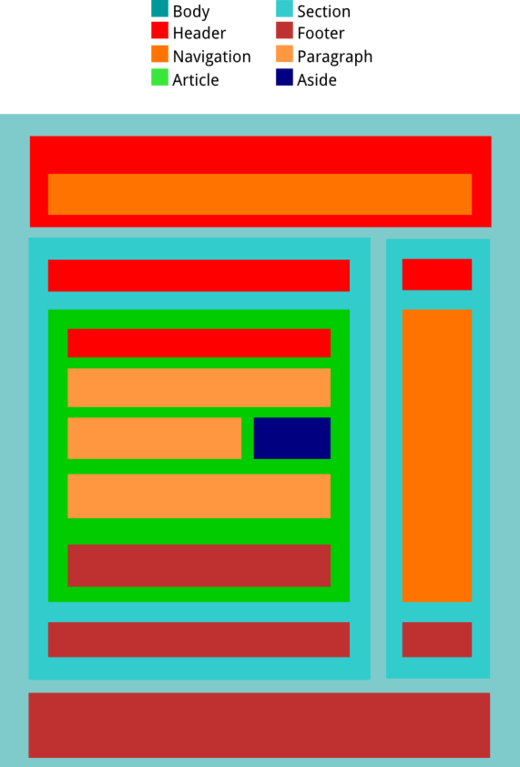 Body
Section
Header
Footer
Navigation
Paragraph
Article
Aside